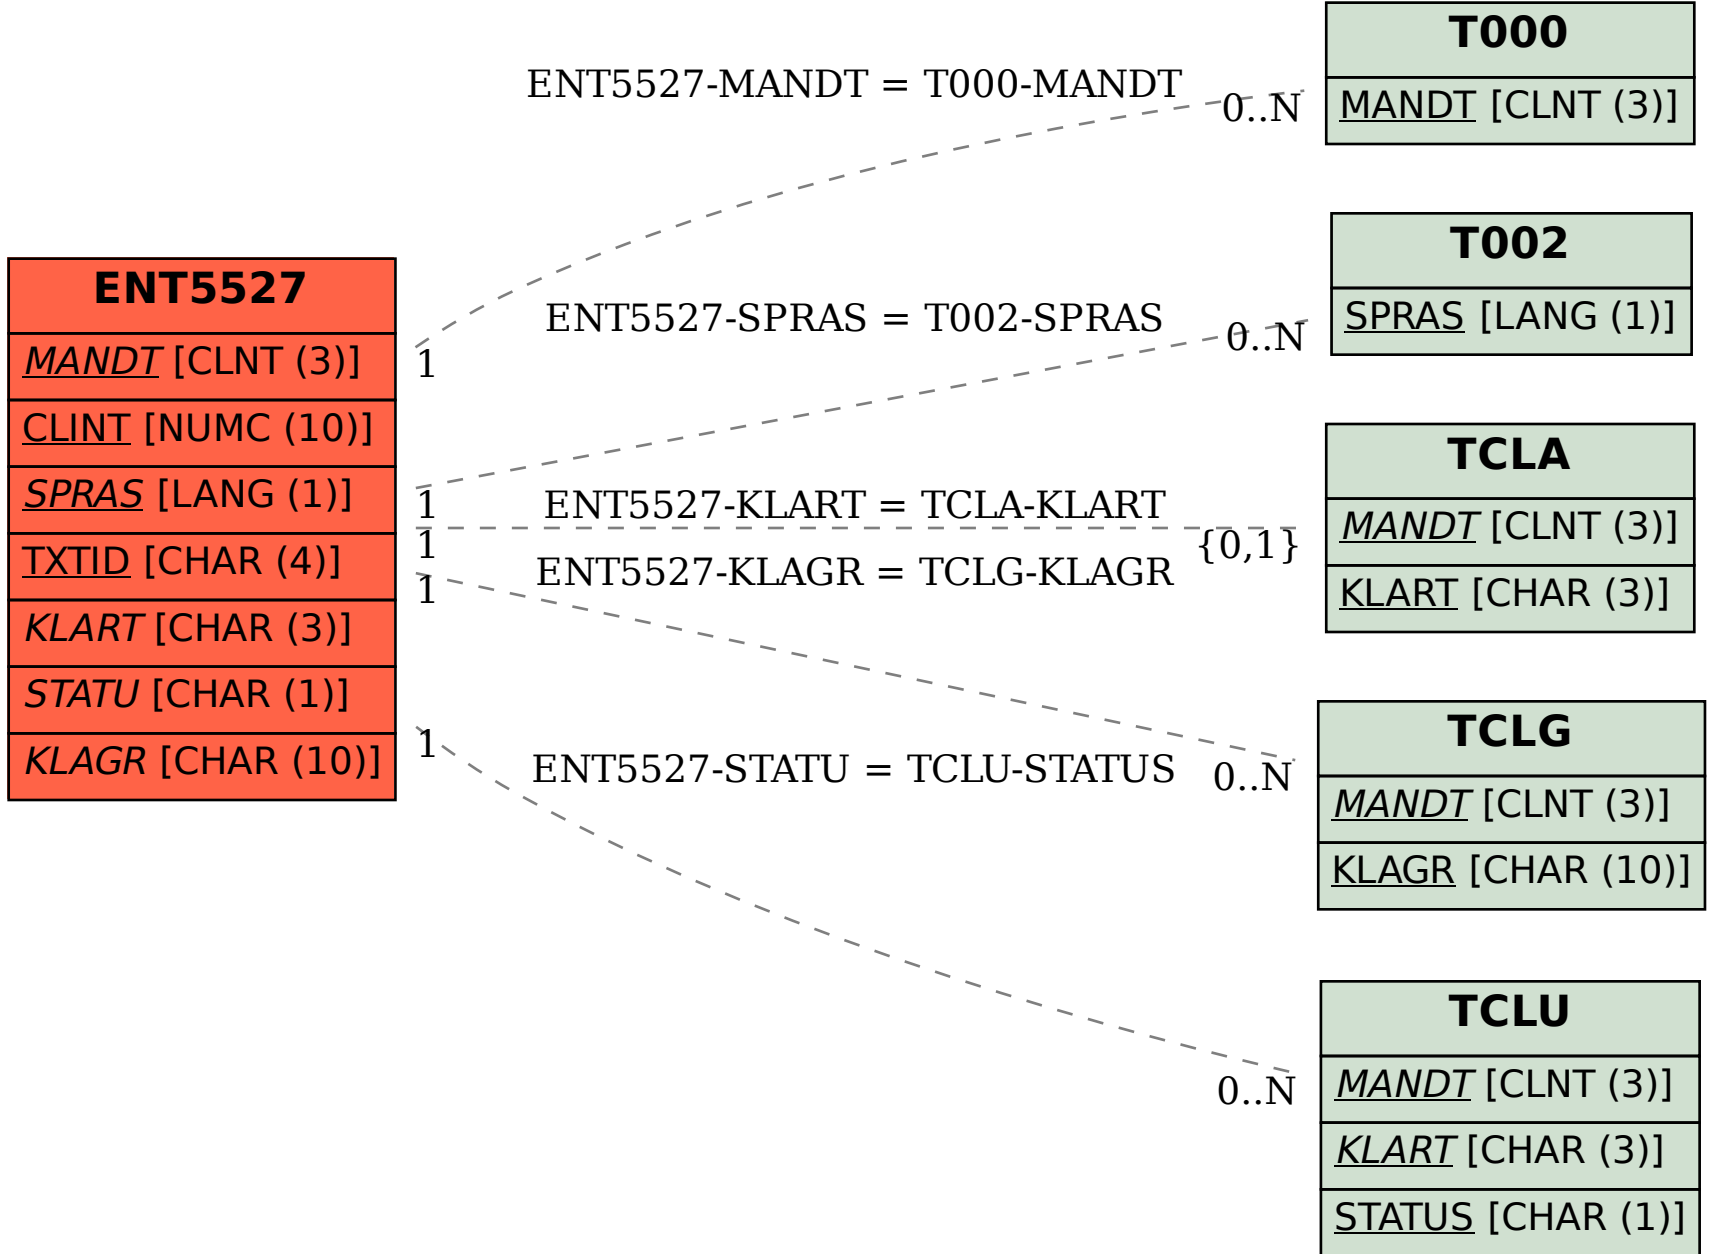 ENT5527
MANDT [CLNT (3)]
CLINT [NUMC (10)]
SPRAS [LANG (1)]
TXTID [CHAR (4)]
KLART [CHAR (3)]
STATU [CHAR (1)]
KLAGR [CHAR (10)]
ENT5527-MANDT = T000-MANDT
1
0..N
ENT5527-SPRAS = T002-SPRAS
1
0..N
ENT5527-KLART = TCLA-KLART
1
{0,1}
ENT5527-KLAGR = TCLG-KLAGR
1
0..N
ENT5527-STATU = TCLU-STATUS
1
0..N
T000
MANDT [CLNT (3)]
T002
SPRAS [LANG (1)]
TCLA
MANDT [CLNT (3)]
KLART [CHAR (3)]
TCLG
MANDT [CLNT (3)]
KLAGR [CHAR (10)]
TCLU
MANDT [CLNT (3)]
KLART [CHAR (3)]
STATUS [CHAR (1)]